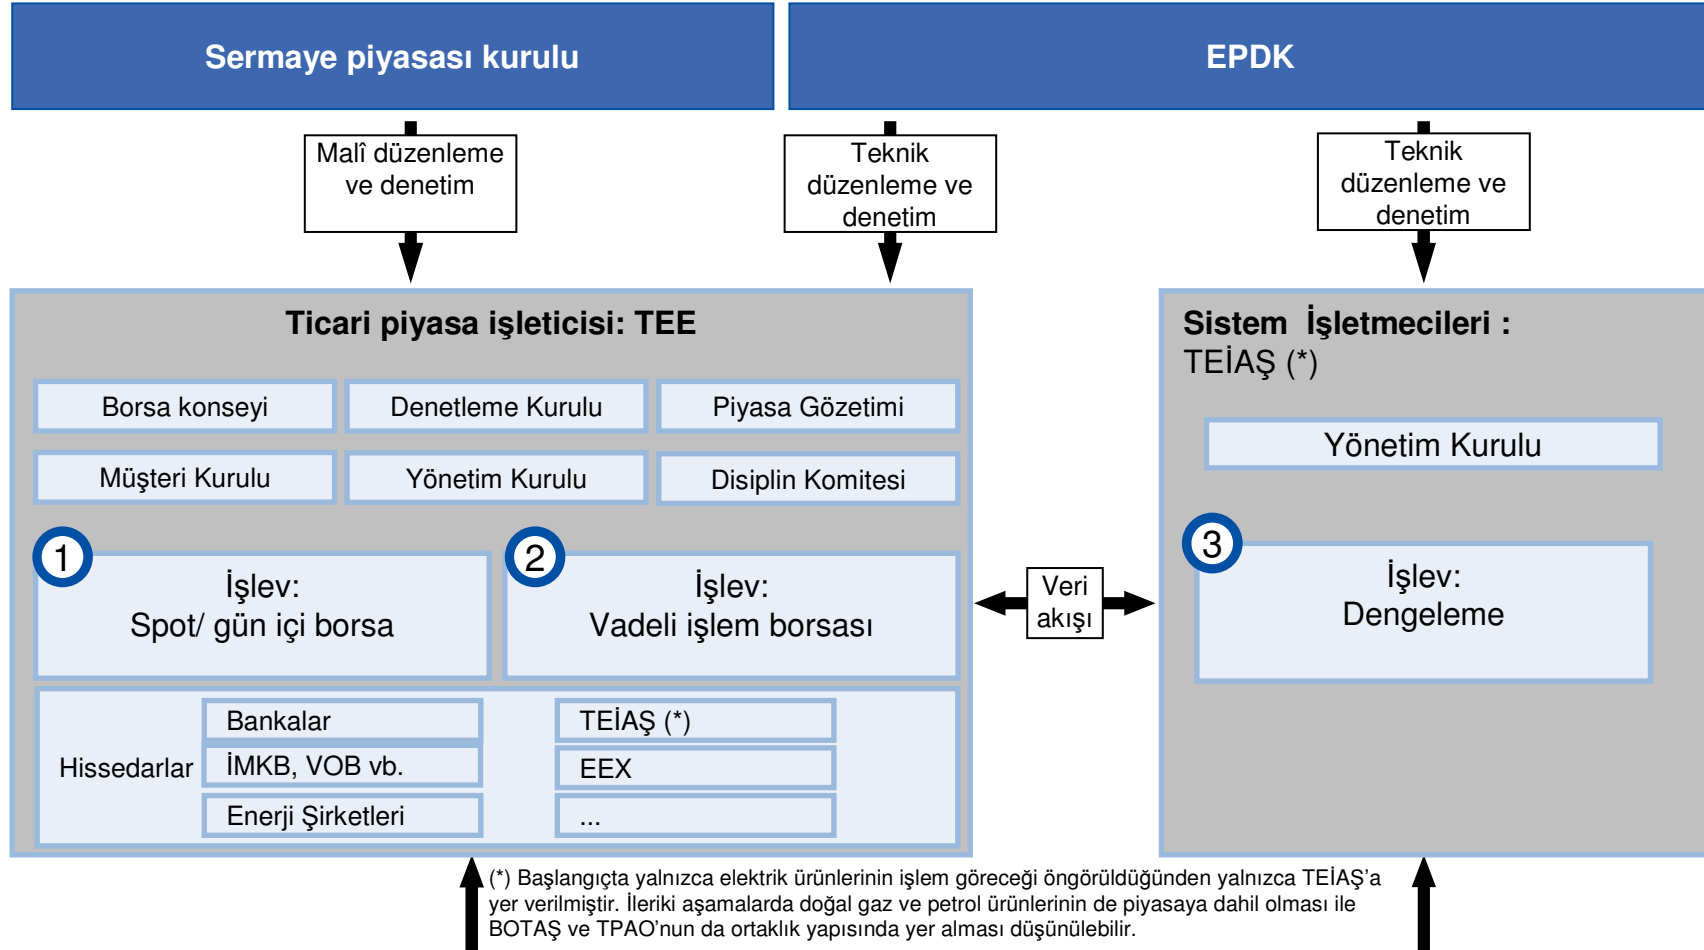 Sermaye piyasası kurulu
EPDK
Malî düzenleme
ve denetim
Teknik
düzenleme ve
denetim
Teknik
düzenleme ve
denetim
Ticari piyasa işleticisi: TEE
Borsa konseyi
Denetleme Kurulu
Piyasa Gözetimi
Müşteri Kurulu
Yönetim Kurulu
Disiplin Komitesi
1
İşlev:
Spot/ gün içi borsa
2
İşlev:
Vadeli işlem borsası
Hissedarlar
Bankalar
İMKB, VOB vb.
Enerji Şirketleri
TEİAŞ (*)
EEX
...
Veri
akışı
Sistem İşletmecileri :
TEİAŞ (*)
Yönetim Kurulu
3
İşlev:
Dengeleme
(*) Başlangıçta yalnızca elektrik ürünlerinin işlem göreceği öngörüldüğünden yalnızca TEİAŞ’a
yer verilmiştir. İleriki aşamalarda doğal gaz ve petrol ürünlerinin de piyasaya dahil olması ile
BOTAŞ ve TPAO’nun da ortaklık yapısında yer alması düşünülebilir.